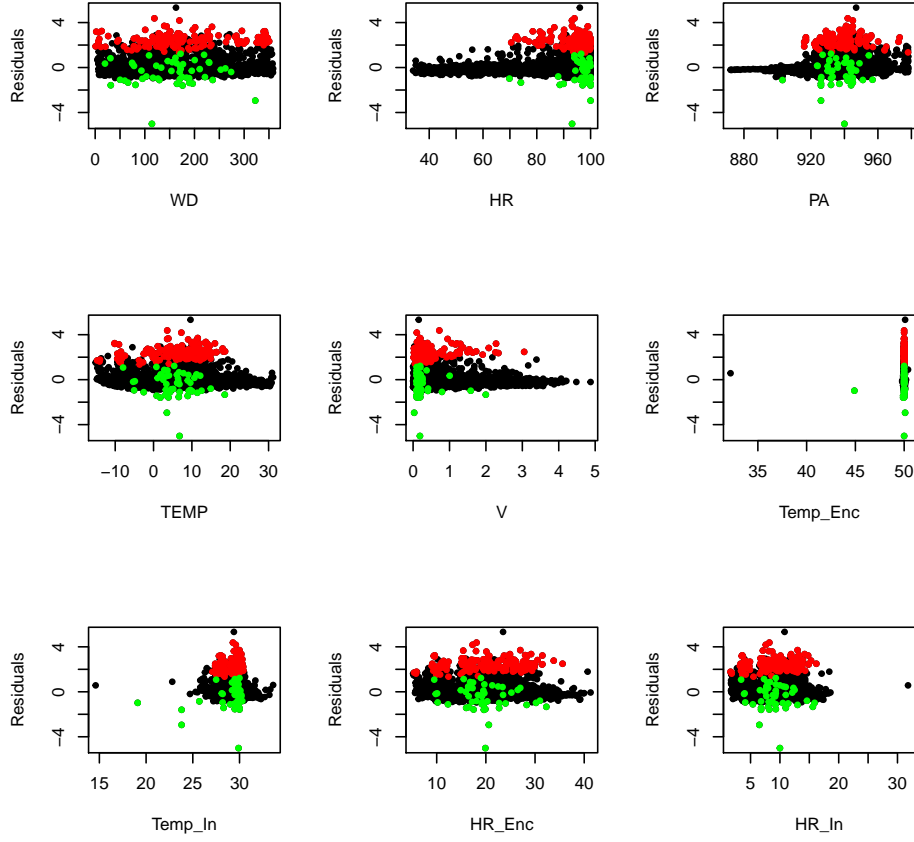 Residuals
4
0
−4
0 100 200 300
WD
Residuals
4
0
−4
40 60 80 100
HR
Residuals
4
0
−4
880 920 960
PA
Residuals
4
0
−4
−10 0 10 20 30
TEMP
Residuals
4
0
−4
0 1 2 3 4 5
V
Residuals
4
0
−4
35 40 45 50
Temp_Enc
Residuals
4
0
−4
15 20 25 30
Temp_In
Residuals
4
0
−4
10 20 30 40
HR_Enc
Residuals
4
0
−4
5 10 20 30
HR_In